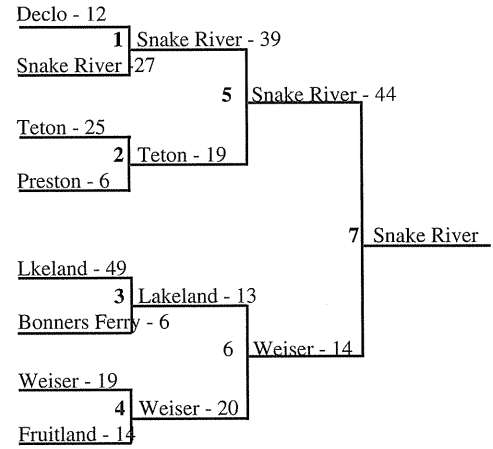 Declo - 12
1 Snake River - 39
Snake River -27
5 Snake River - 44
Teton - 25
2 Teton - 19
Preston - 6
7 Snake River
Lkeland - 49
3 Lakeland - 13
Bonners Ferry - 6
6 Weiser - 14
Weiser - 19
4 Weiser - 20
Fruitland - 14